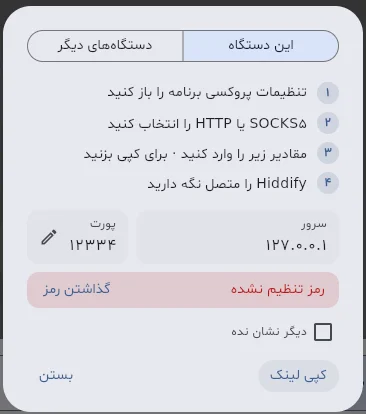 این دستگاه
دستگاه‌های دیگر
۱ تنظیمات پروکسی برنامه را باز کنید
۲ SOCKS۵ یا HTTP را انتخاب کنید
۳ مقادیر زیر را وارد کنید · برای کپی بزنید
۴ Hiddify را متصل نگه دارید
سرور
۱۲۷.۰.۰.۱
پورت
۱۲۳۳۴
رمز تنظیم نشده
گذاشتن رمز
دیگر نشان نده
کپی لینک
بستن